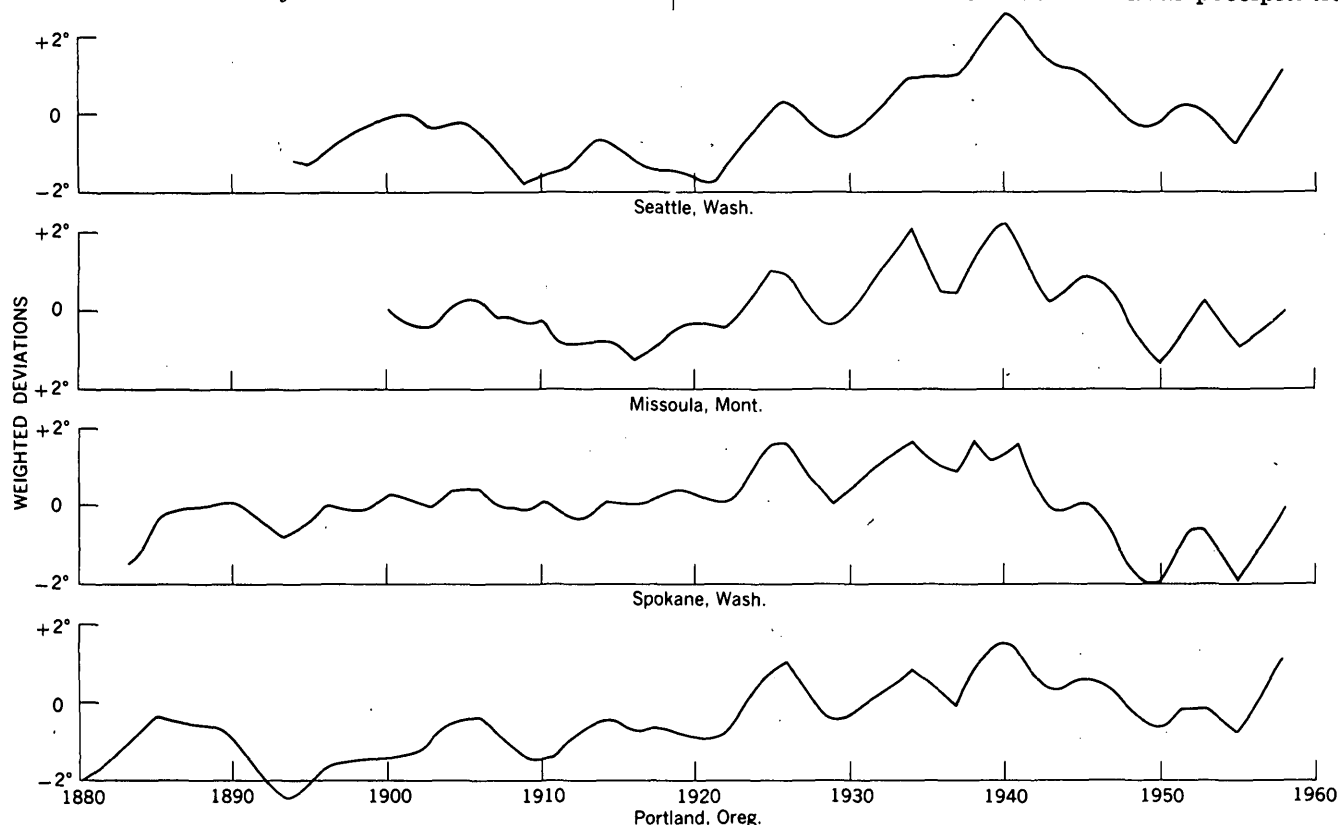 +2°
0
−2°
Seattle, Wash.
+2°
0
+2°
Missoula, Mont.
+2°
0
−2°
Spokane, Wash.
+2°
0
−2°
WEIGHTED DEVIATIONS
1880 1890 1900 1910 1920 1930 1940 1950 1960
Portland, Oreg.